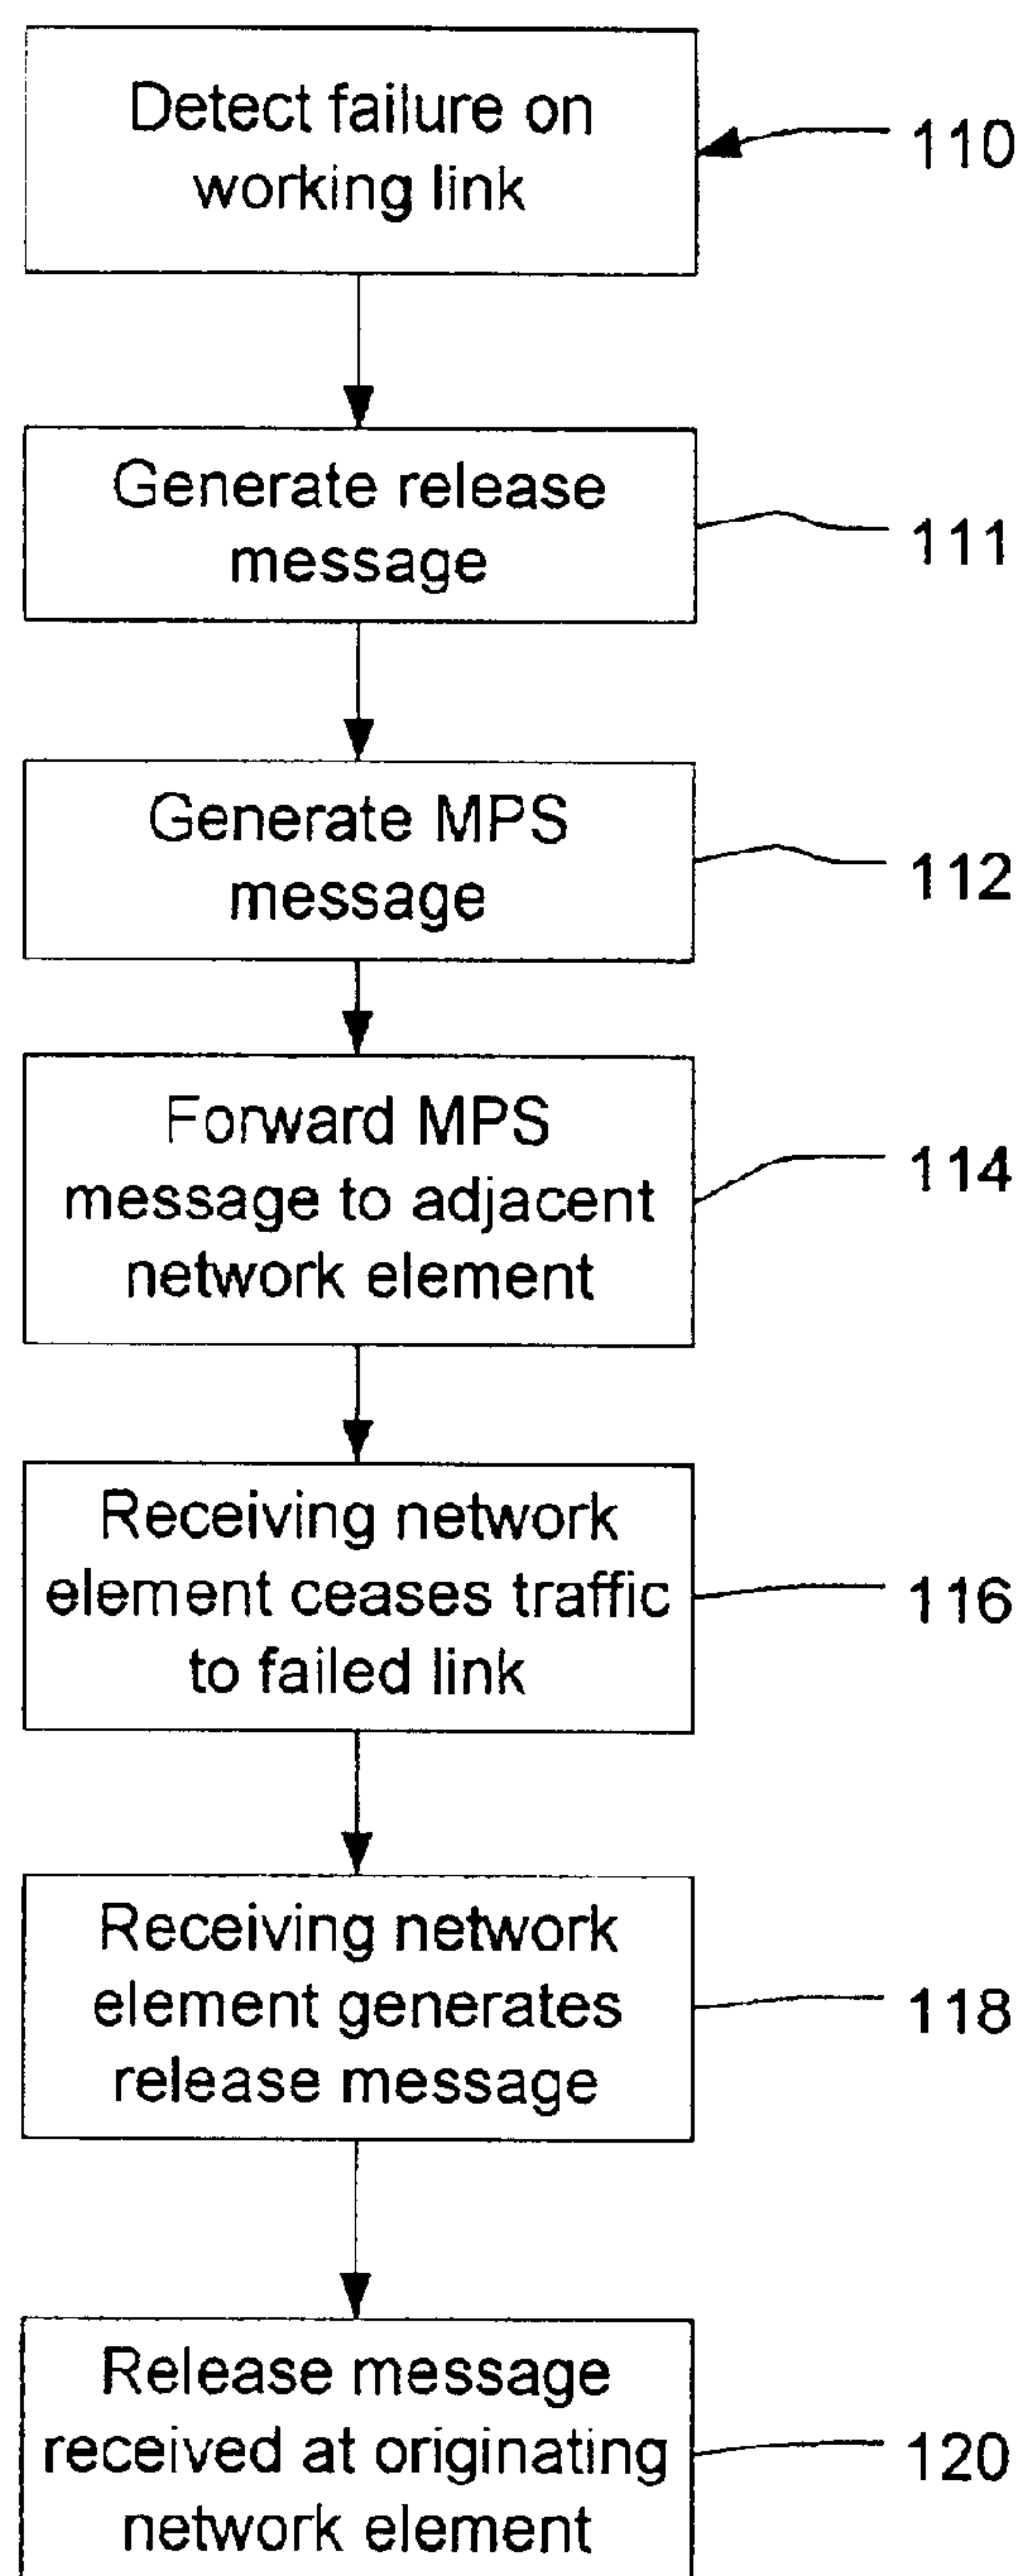 Detect failure on
working link
110
Generate release
message
111
Generate MPS
message
112
Forward MPS
message to adjacent
network element
114
Receiving network
element ceases traffic
to failed link
116
Receiving network
element generates
release message
118
Release message
received at originating
network element
120